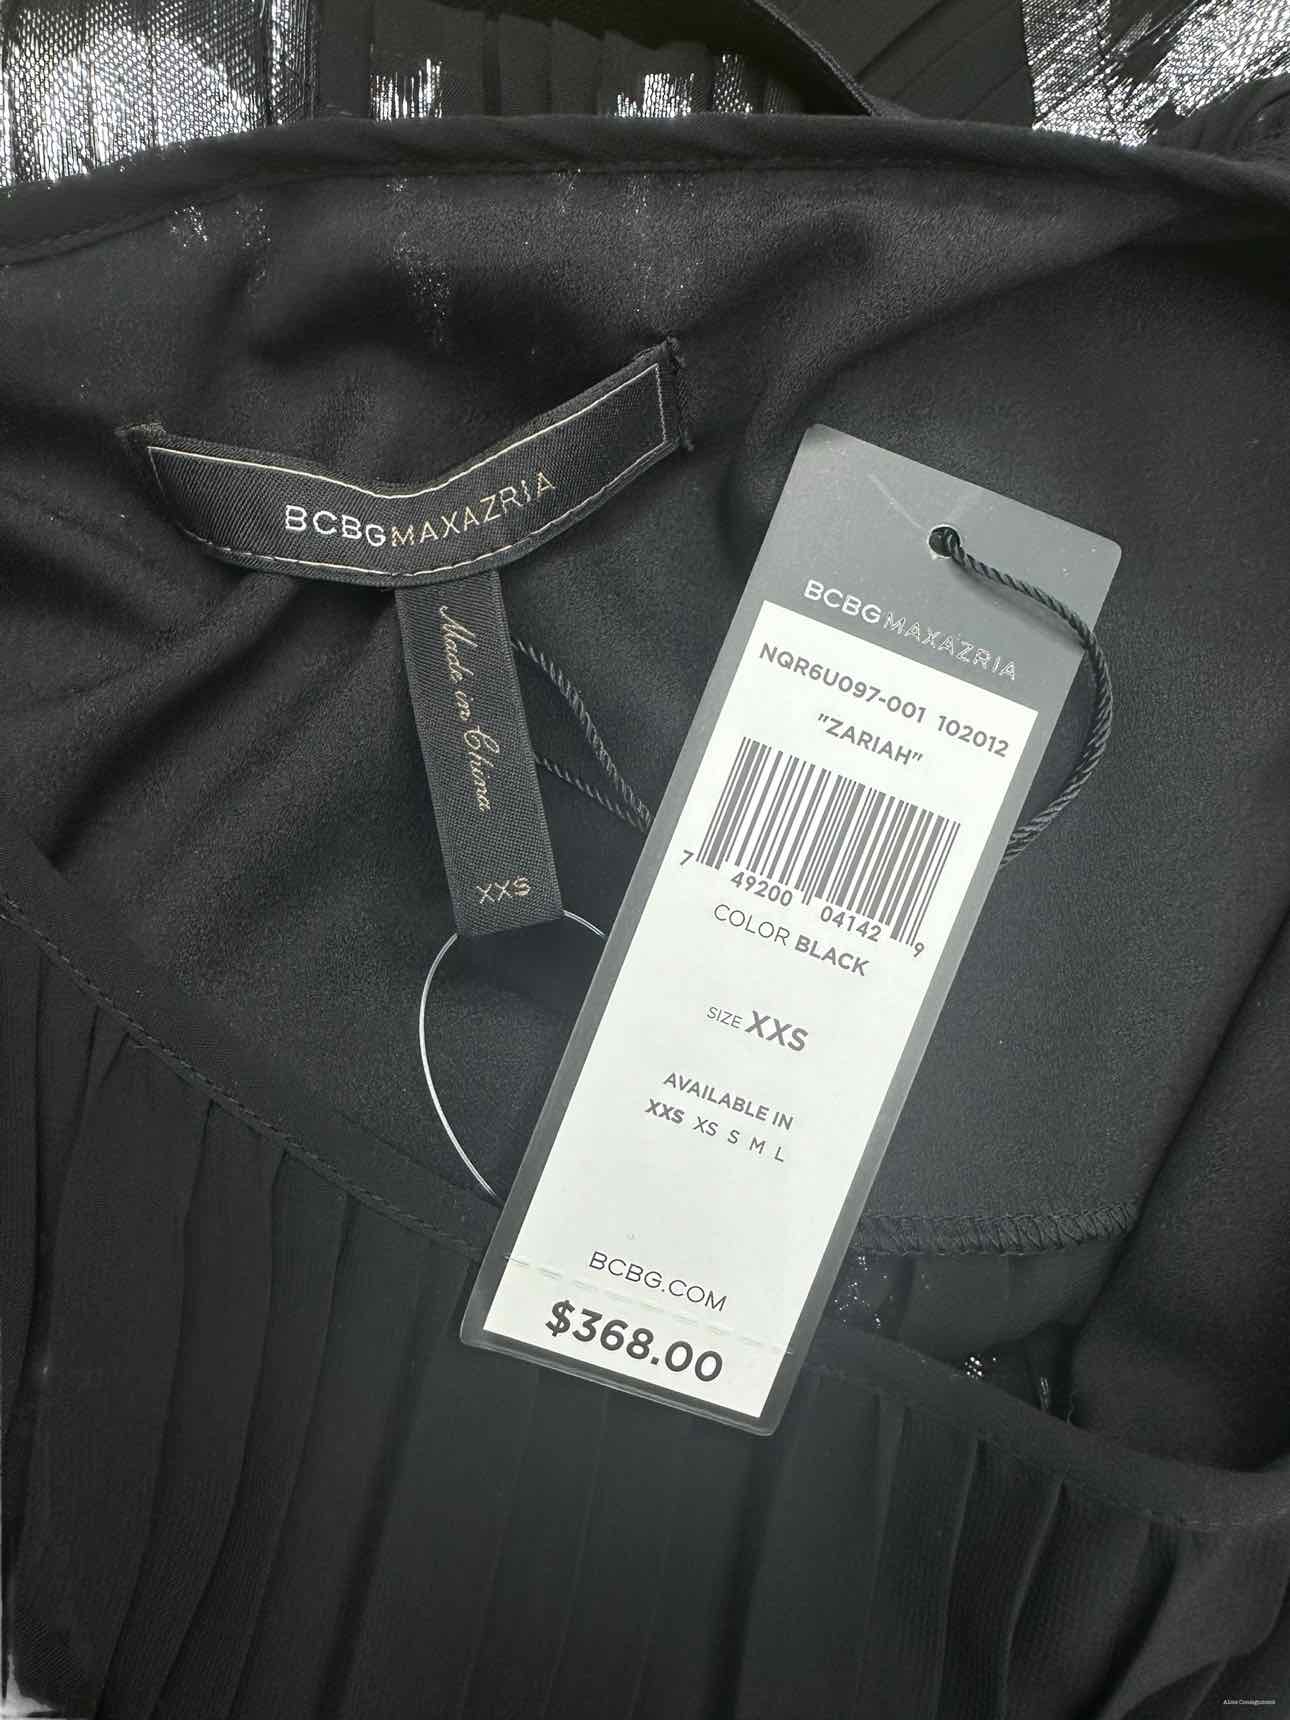 BCBGMAXAZRIA
Made in China
XXS
BCBGMAXAZRIA
NQR6U097-001 102012
"ZARIAH"
7 49200 04142 9
COLOR BLACK
SIZE XXS
AVAILABLE IN
XXS XS S M L
BCBG.COM
$368.00